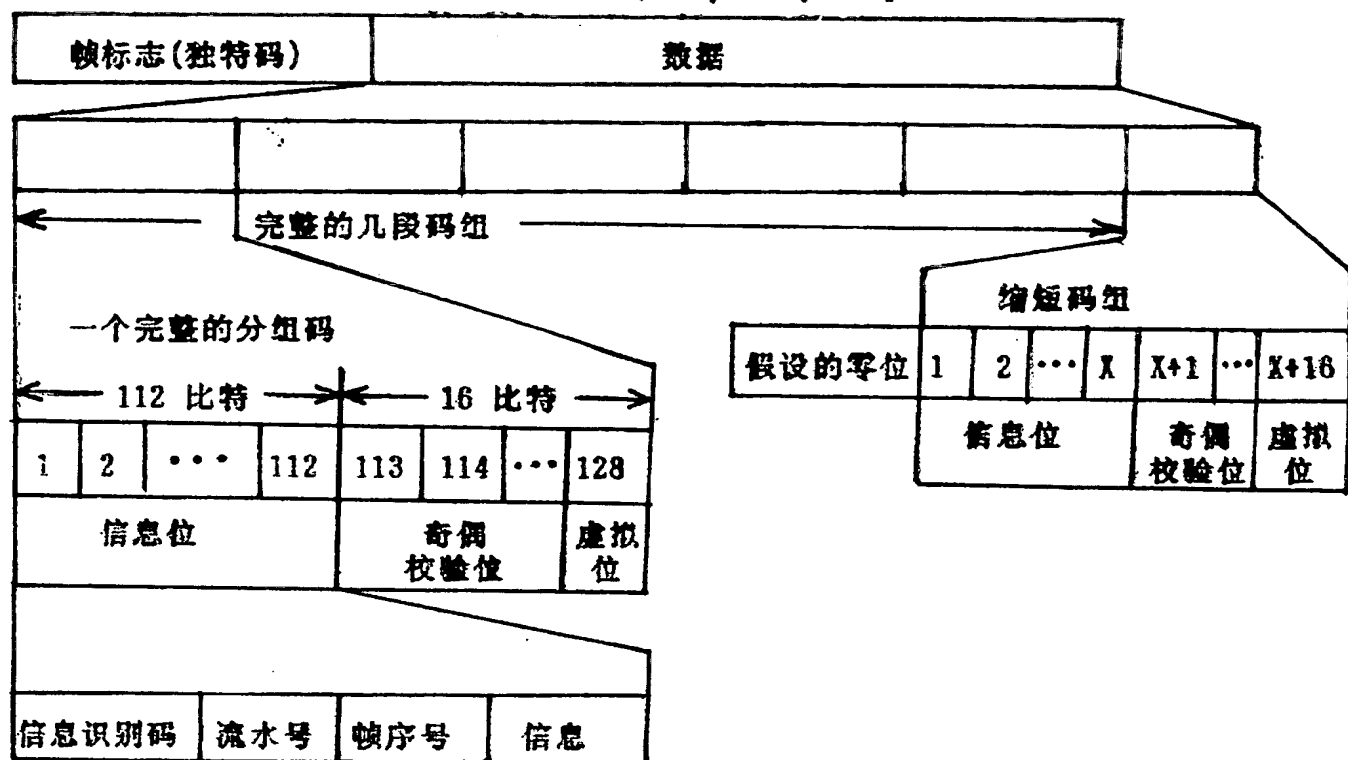 帧标志(独特码) 数据
完整的几段码组
缩短码组
一个完整的分组码
假设的零位 1 2 ··· X X+1 ··· X+16
112 比特 16 比特
信息位 奇偶校验位 虚拟位
1 2 ··· 112 113 114 ··· 128
信息位 奇偶校验位 虚拟位
信息识别码 流水号 帧序号 信息